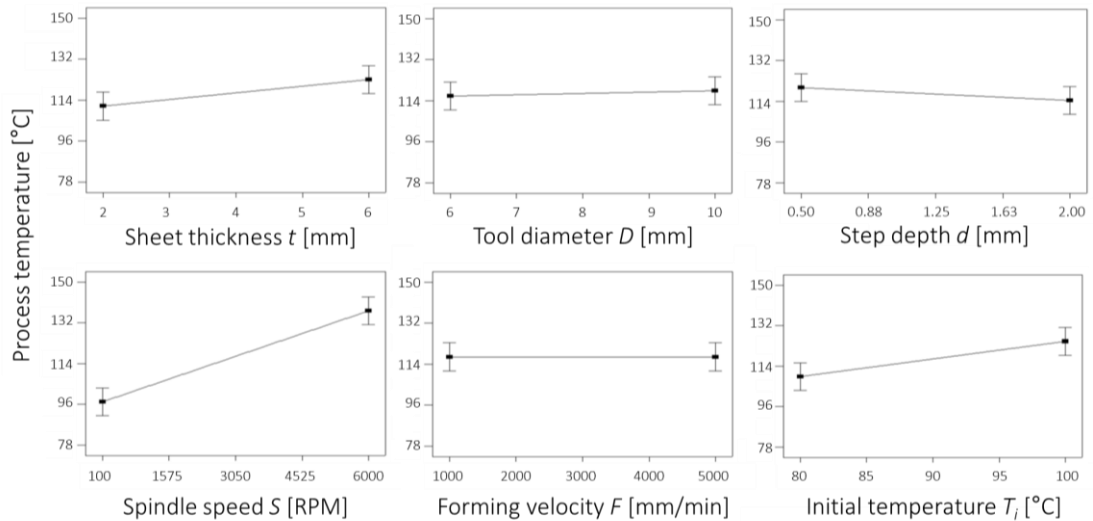 Process temperature [°C]
150
132
114
96
78
2 3 4 5 6
Sheet thickness t [mm]
150
132
114
96
78
6 7 8 9 10
Tool diameter D [mm]
150
132
114
96
78
0.50 0.88 1.25 1.63 2.00
Step depth d [mm]
150
132
114
96
78
100 1575 3050 4525 6000
Spindle speed S [RPM]
150
132
114
96
78
1000 2000 3000 4000 5000
Forming velocity F [mm/min]
150
132
114
96
78
80 85 90 95 100
Initial temperature Ti [°C]